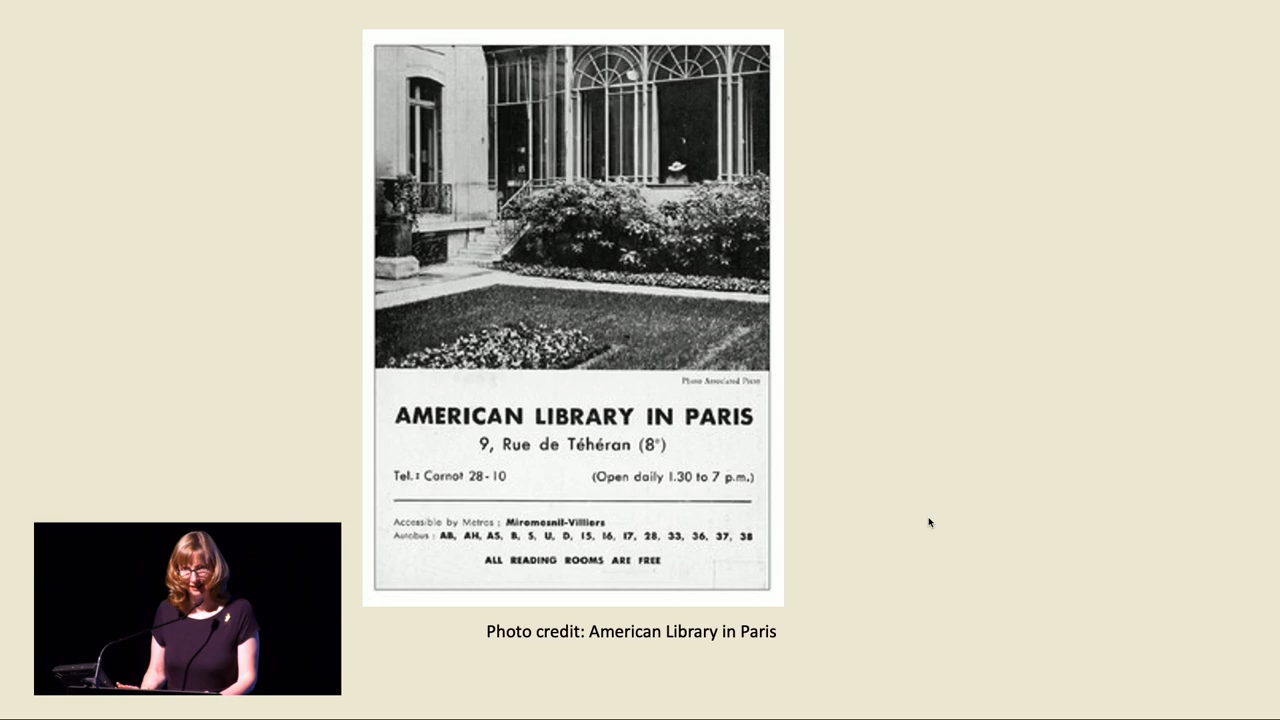 Photo Associated Press
AMERICAN LIBRARY IN PARIS
9, Rue de Téhéran (8ᵉ)
Tel.: Carnot 28-10 (Open daily 1.30 to 7 p.m.)
Accessible by Metros : Miromesnil-Villiers
Autobus : AB, AH, AS, B, S, U, D, 15, 16, 17, 28, 33, 36, 37, 38
ALL READING ROOMS ARE FREE
Photo credit: American Library in Paris